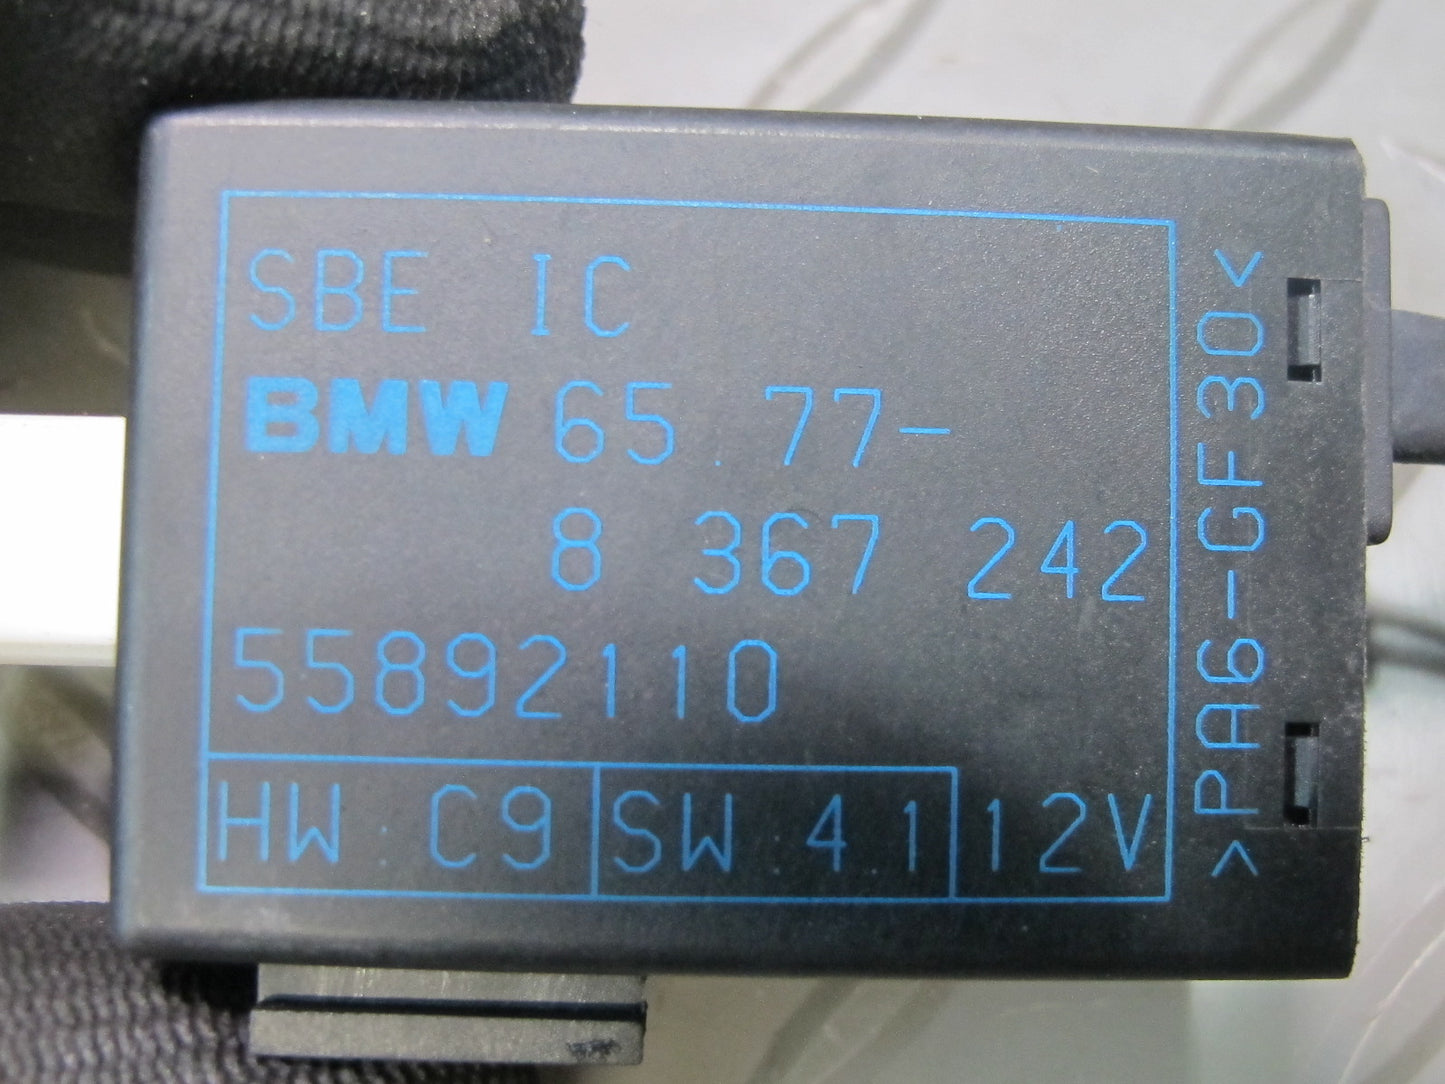 SBE IC
BMW 65.77-
8 367 242
55892110
HW: C9 SW 4.1 12V
>PA6-GF30<